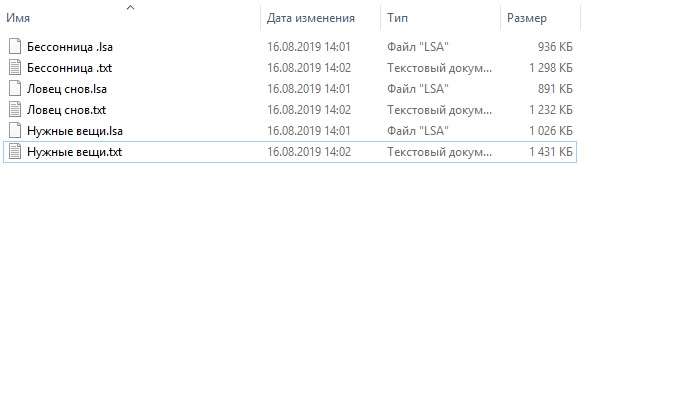 Имя Дата изменения Тип Размер
Бессонница .lsa 16.08.2019 14:01 Файл "LSA" 936 КБ
Бессонница .txt 16.08.2019 14:02 Текстовый докум... 1 298 КБ
Ловец снов.lsa 16.08.2019 14:01 Файл "LSA" 891 КБ
Ловец снов.txt 16.08.2019 14:02 Текстовый докум... 1 232 КБ
Нужные вещи.lsa 16.08.2019 14:01 Файл "LSA" 1 026 КБ
Нужные вещи.txt 16.08.2019 14:02 Текстовый докум... 1 431 КБ